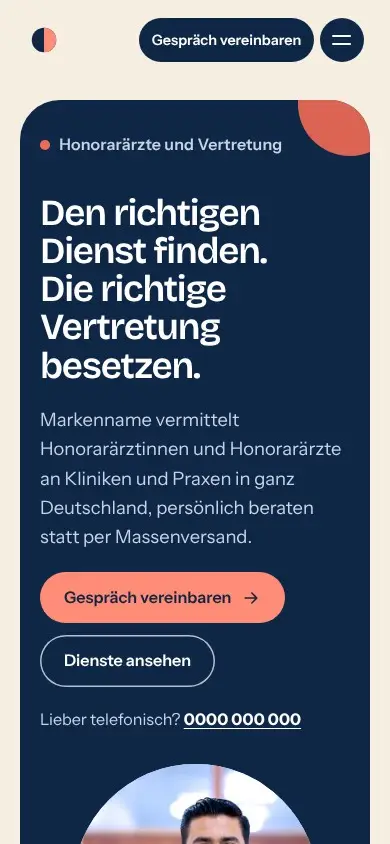 Gespräch vereinbaren
Honorarärzte und Vertretung
Den richtigen
Dienst finden.
Die richtige
Vertretung
besetzen.
Markenname vermittelt
Honorarärztinnen und Honorarärzte
an Kliniken und Praxen in ganz
Deutschland, persönlich beraten
statt per Massenversand.
Gespräch vereinbaren →
Dienste ansehen
Lieber telefonisch? 0000 000 000